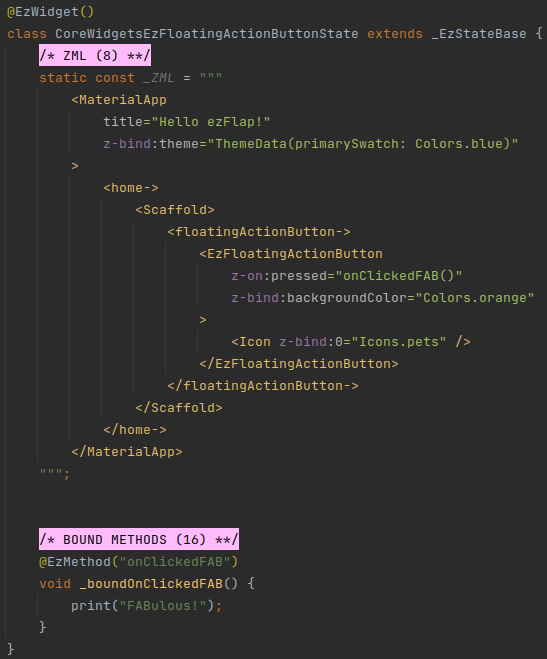 @EzWidget()
class CoreWidgetsEzFloatingActionButtonState extends _EzStateBase {
    /* ZML (8) **/
    static const _ZML = """
        <MaterialApp
            title="Hello ezFlap!"
            z-bind:theme="ThemeData(primarySwatch: Colors.blue)"
        >
            <home->
                <Scaffold>
                    <floatingActionButton->
                        <EzFloatingActionButton
                            z-on:pressed="onClickedFAB()"
                            z-bind:backgroundColor="Colors.orange"
                        >
                            <Icon z-bind:0="Icons.pets" />
                        </EzFloatingActionButton>
                    </floatingActionButton->
                </Scaffold>
            </home->
        </MaterialApp>
    """;
    /* BOUND METHODS (16) **/
    @EzMethod("onClickedFAB")
    void _boundOnClickedFAB() {
        print("FABulous!");
    }
}